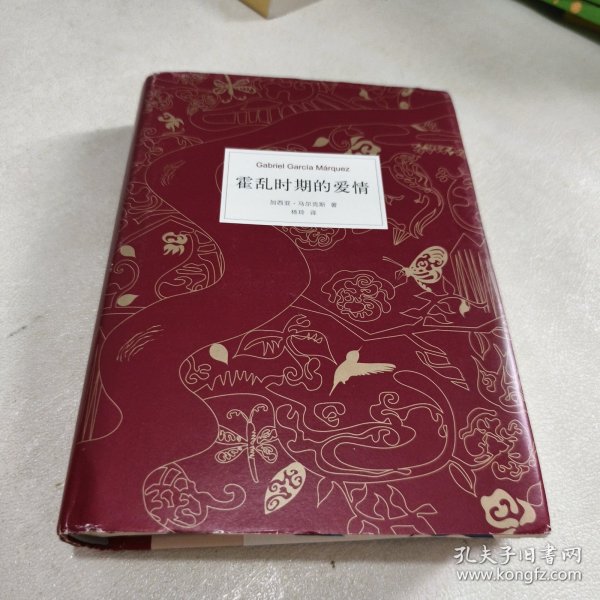 Gabriel García Márquez
霍乱时期的爱情
加西亚·马尔克斯 著
杨玲 译
孔夫子旧书网
www.kongfz.com